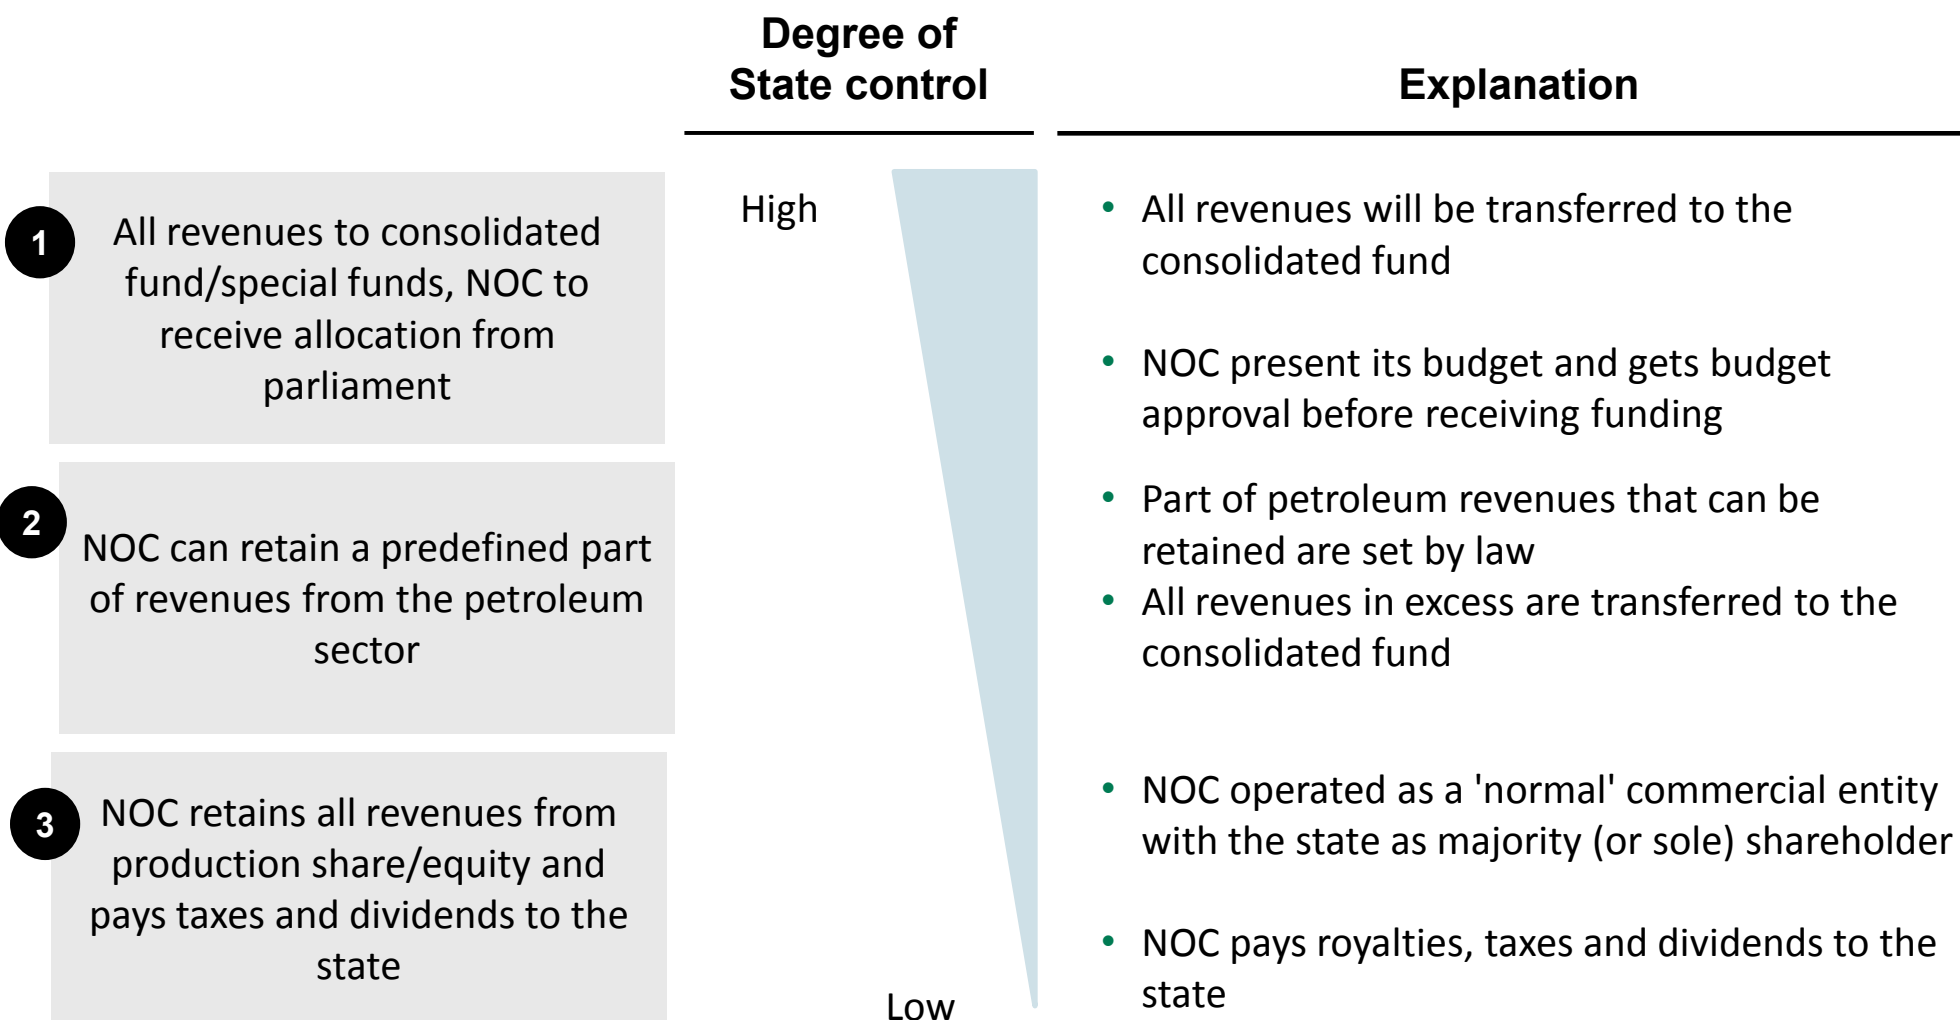 Degree of
State control
Explanation
1
All revenues to consolidated
fund/special funds, NOC to
receive allocation from
parliament
High
• All revenues will be transferred to the
consolidated fund
• NOC present its budget and gets budget
approval before receiving funding
2
NOC can retain a predefined part
of revenues from the petroleum
sector
• Part of petroleum revenues that can be
retained are set by law
• All revenues in excess are transferred to the
consolidated fund
3
NOC retains all revenues from
production share/equity and
pays taxes and dividends to the
state
Low
• NOC operated as a 'normal' commercial entity
with the state as majority (or sole) shareholder
• NOC pays royalties, taxes and dividends to the
state